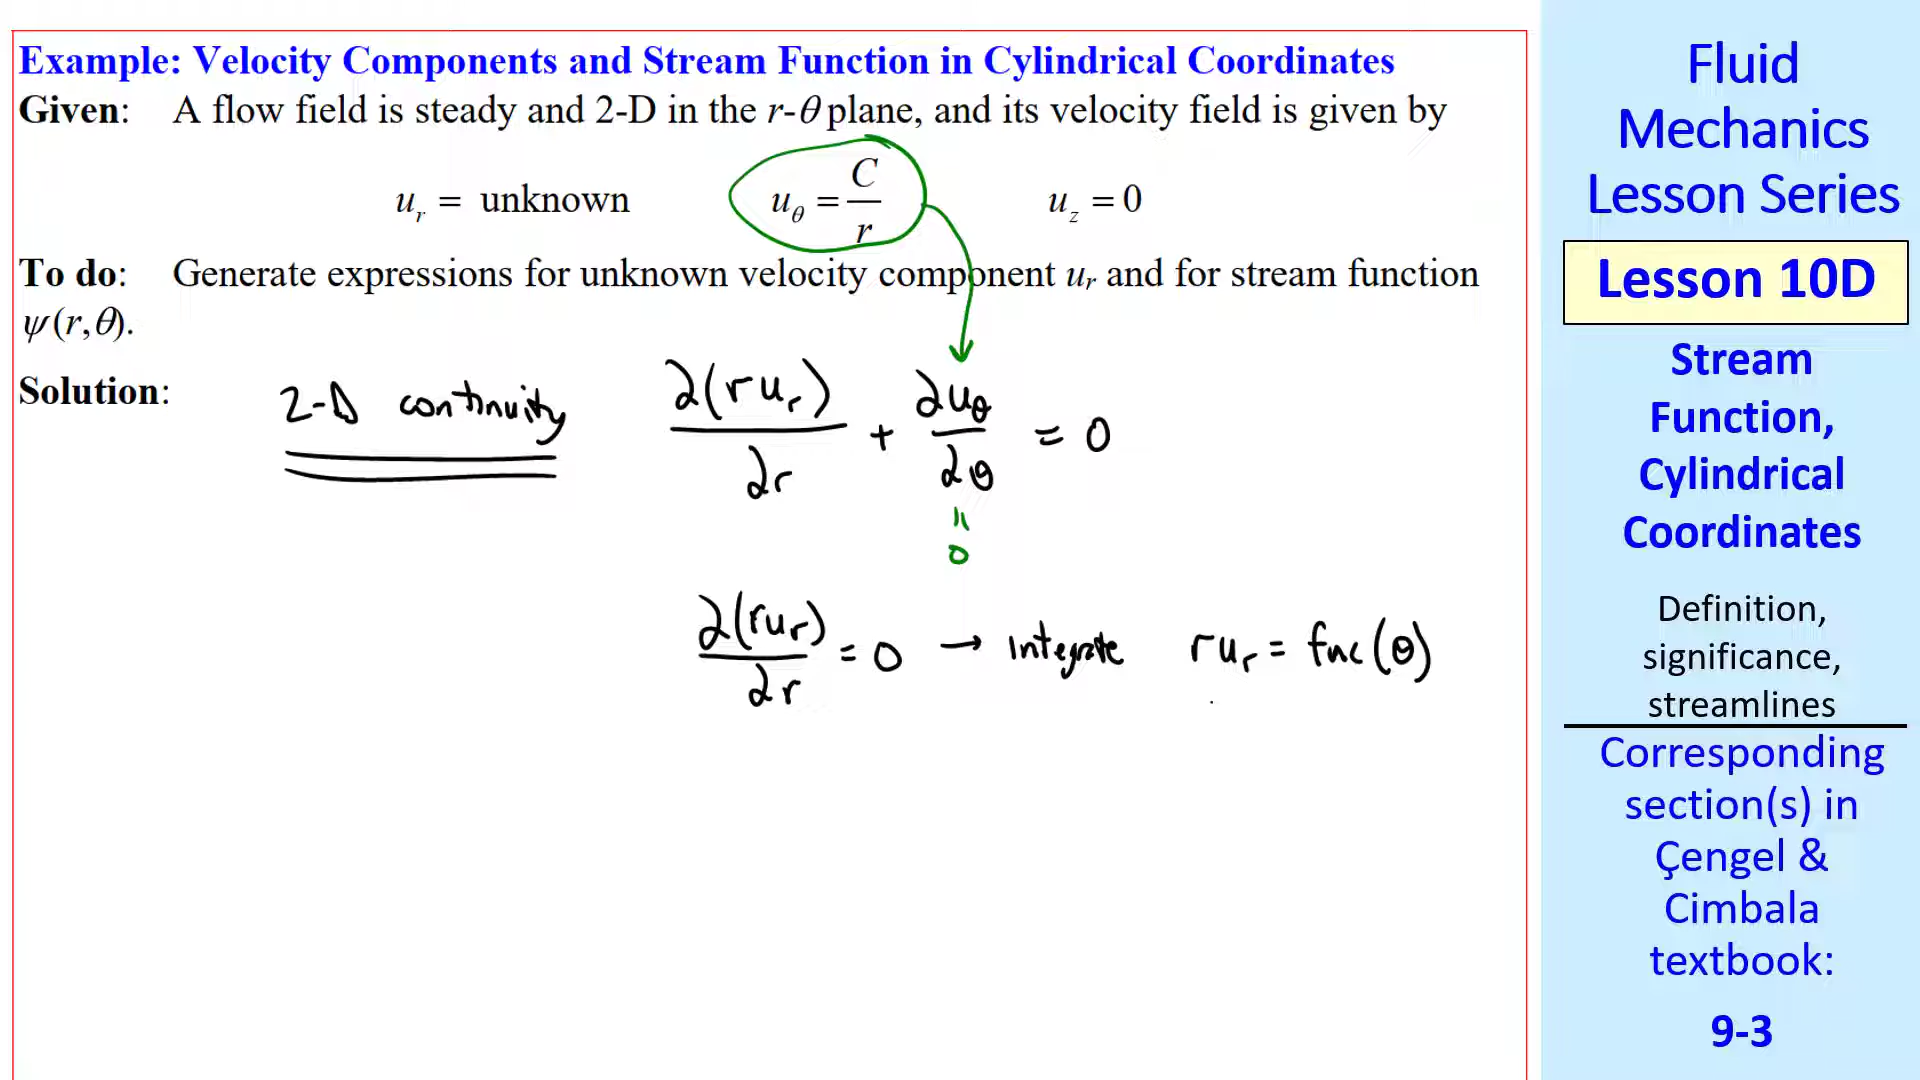 Example: Velocity Components and Stream Function in Cylindrical Coordinates
Given: A flow field is steady and 2-D in the r-θ plane, and its velocity field is given by
u_r = unknown    u_θ = C/r    u_z = 0
To do: Generate expressions for unknown velocity component u_r and for stream function
ψ(r,θ).
Solution: 2-D continuity    ∂(ru_r)/∂r + ∂u_θ/∂θ = 0
= 0
∂(ru_r)/∂r = 0 → integrate    ru_r = fnc(θ)
Fluid
Mechanics
Lesson Series
Lesson 10D
Stream
Function,
Cylindrical
Coordinates
Definition,
significance,
streamlines
Corresponding
section(s) in
Çengel &
Cimbala
textbook:
9-3